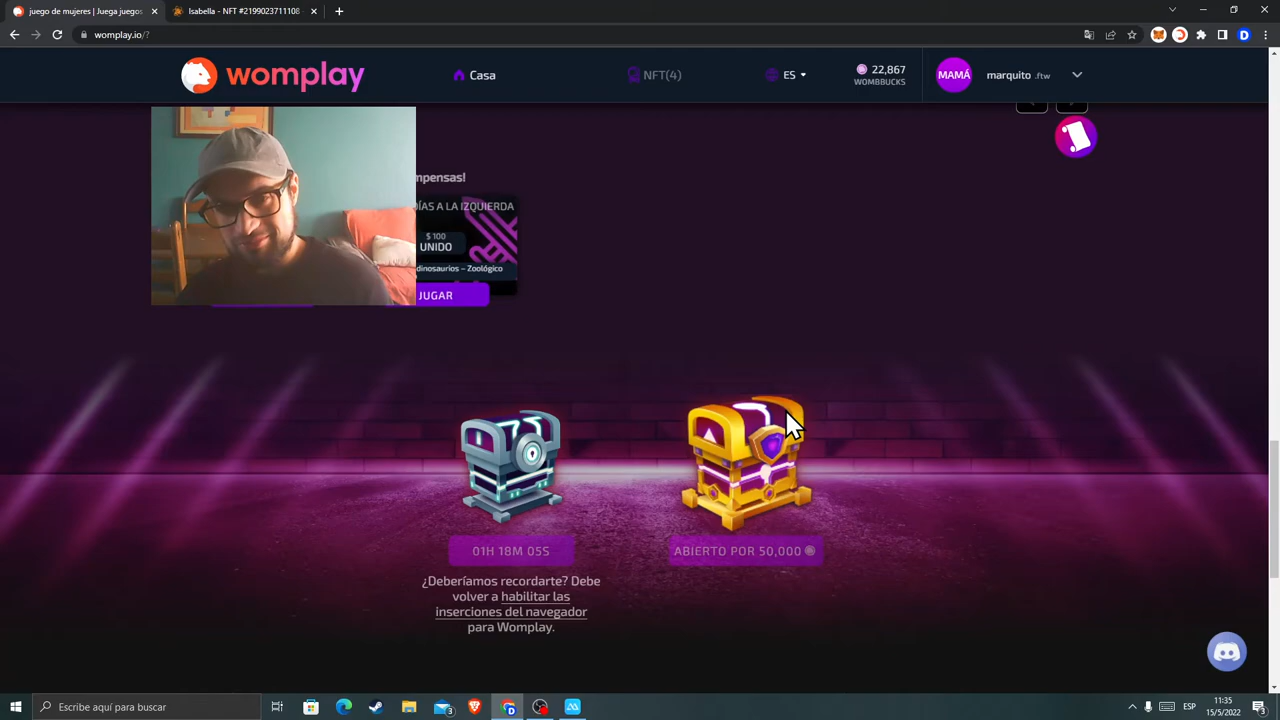 juego de mujeres | Juega juegos
Isabella - NFT #2199023711108
womplay.io/?
womplay
Casa
NFT(4)
ES
22,867
WOMBBUCKS
MAMÁ
marquito .ftw
mpensas!
DÍAS A LA IZQUIERDA
$ 100
UNIDO
dinosaurios – Zoológico
JUGAR
01H 18M 05S
ABIERTO POR 50,000
¿Deberíamos recordarte? Debe
volver a habilitar las
inserciones del navegador
para Womplay.
Escribe aquí para buscar
3
ESP
11:35
15/5/2022